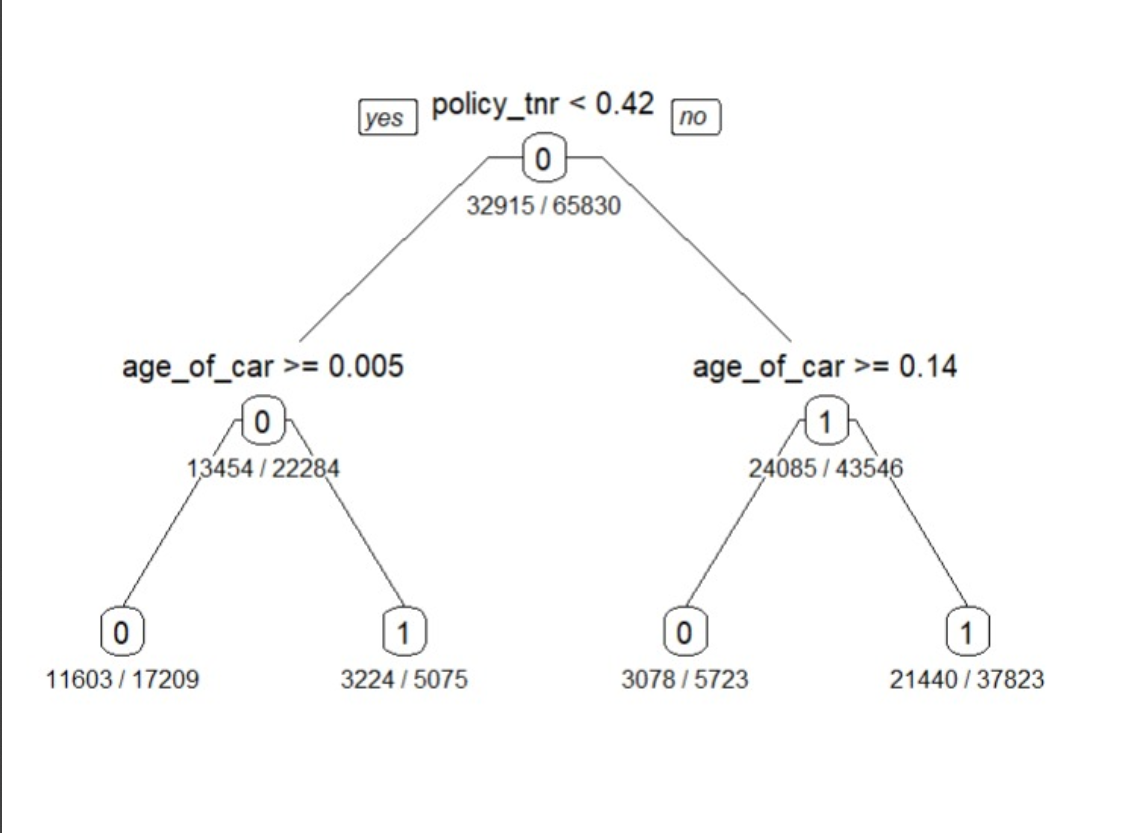 yes policy_tnr < 0.42 no
0
32915 / 65830
age_of_car >= 0.005 age_of_car >= 0.14
0 1
13454 / 22284 24085 / 43546
0 1 0 1
11603 / 17209 3224 / 5075 3078 / 5723 21440 / 37823